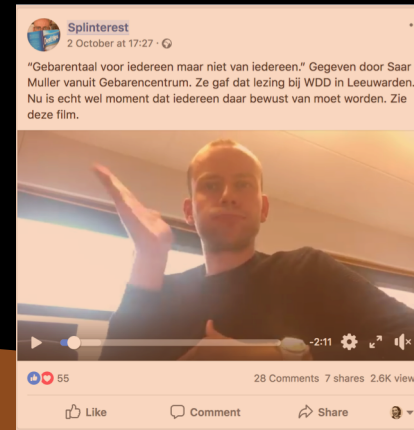 Splinterest
2 October at 17:27 ·
“Gebarentaal voor iedereen maar niet van iedereen.” Gegeven door Saar
Muller vanuit Gebarencentrum. Ze gaf dat lezing bij WDD in Leeuwarden.
Nu is echt wel moment dat iedereen daar bewust van moet worden. Zie
deze film.
-2:11
55
28 Comments 7 shares 2.6K view
Like Comment Share